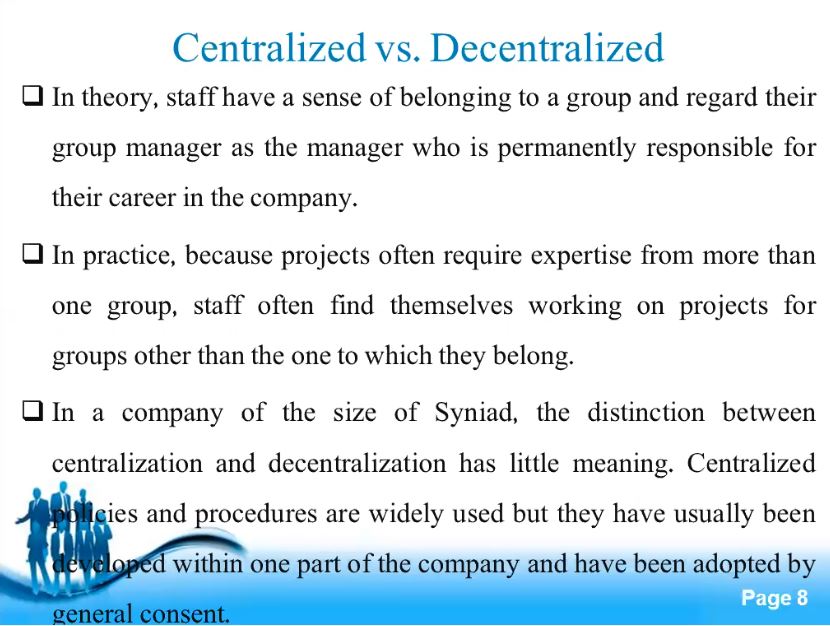 Centralized vs. Decentralized
❑ In theory, staff have a sense of belonging to a group and regard their
group manager as the manager who is permanently responsible for
their career in the company.
❑ In practice, because projects often require expertise from more than
one group, staff often find themselves working on projects for
groups other than the one to which they belong.
❑ In a company of the size of Syniad, the distinction between
centralization and decentralization has little meaning. Centralized
policies and procedures are widely used but they have usually been
developed within one part of the company and have been adopted by
general consent.
Page 8